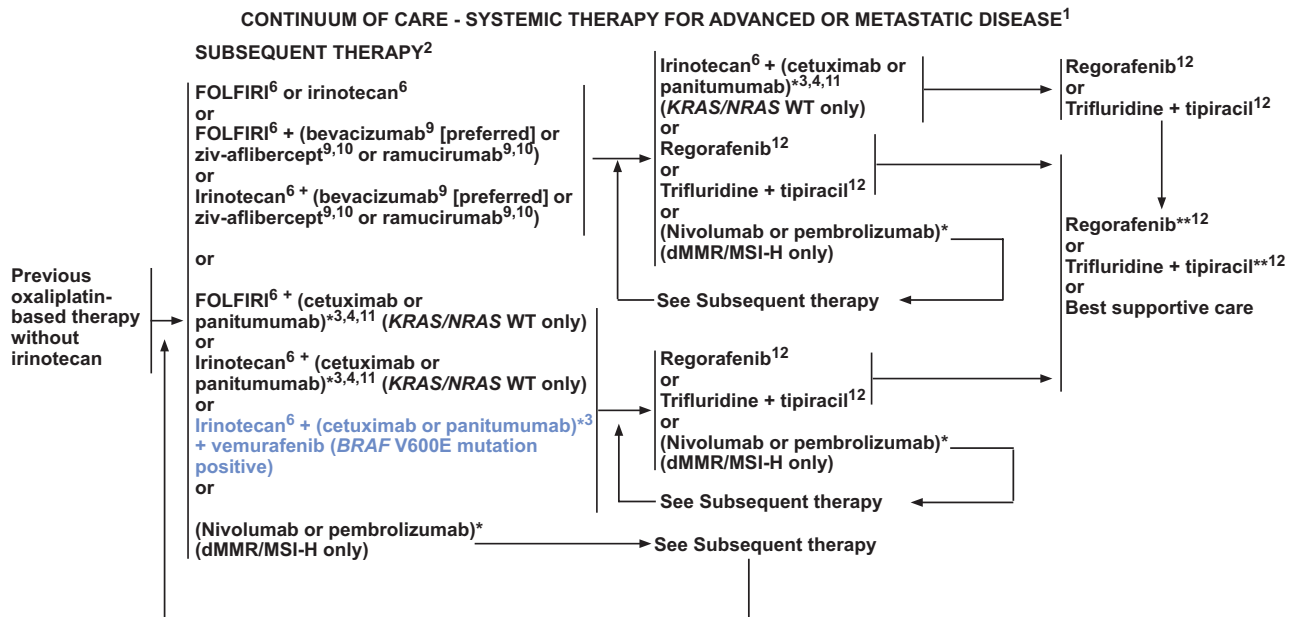 CONTINUUM OF CARE - SYSTEMIC THERAPY FOR ADVANCED OR METASTATIC DISEASE1
SUBSEQUENT THERAPY2
Previous
oxaliplatin-
based therapy
without
irinotecan
FOLFIRI6 or irinotecan6
or
FOLFIRI6 + (bevacizumab9 [preferred] or
ziv-aflibercept9,10 or ramucirumab9,10)
or
Irinotecan6 + (bevacizumab9 [preferred] or
ziv-aflibercept9,10 or ramucirumab9,10)
or
FOLFIRI6 + (cetuximab or
panitumumab)*3,4,11 (KRAS/NRAS WT only)
or
Irinotecan6 + (cetuximab or
panitumumab)*3,4,11 (KRAS/NRAS WT only)
or
Irinotecan6 + (cetuximab or panitumumab)*3
+ vemurafenib (BRAF V600E mutation
positive)
or
(Nivolumab or pembrolizumab)*
(dMMR/MSI-H only)
Irinotecan6 + (cetuximab or
panitumumab)*3,4,11
(KRAS/NRAS WT only)
or
Regorafenib12
or
Trifluridine + tipiracil12
or
(Nivolumab or pembrolizumab)*
(dMMR/MSI-H only)
See Subsequent therapy
Regorafenib12
or
Trifluridine + tipiracil12
or
(Nivolumab or pembrolizumab)*
(dMMR/MSI-H only)
See Subsequent therapy
See Subsequent therapy
Regorafenib12
or
Trifluridine + tipiracil12
Regorafenib**12
or
Trifluridine + tipiracil**12
or
Best supportive care